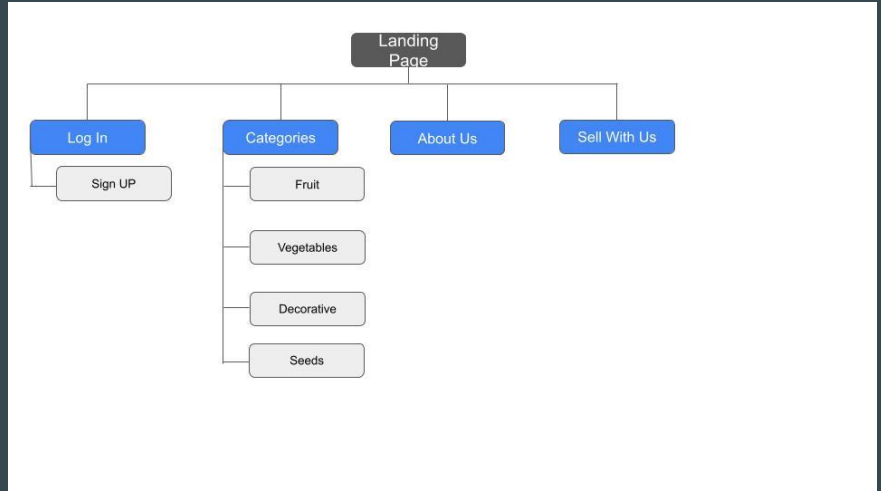 Landing
Page
Log In
Categories
About Us
Sell With Us
Sign UP
Fruit
Vegetables
Decorative
Seeds